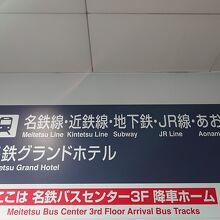 名鉄線・近鉄線・地下鉄・JR線・あお
Meitetsu Line Kintetsu Line Subway JR Line Aonam
鉄グランドホテル
Meitetsu Grand Hotel
ここは 名鉄バスセンター3F 降車ホーム
Meitetsu Bus Center 3rd Floor Arrival Bus Tracks